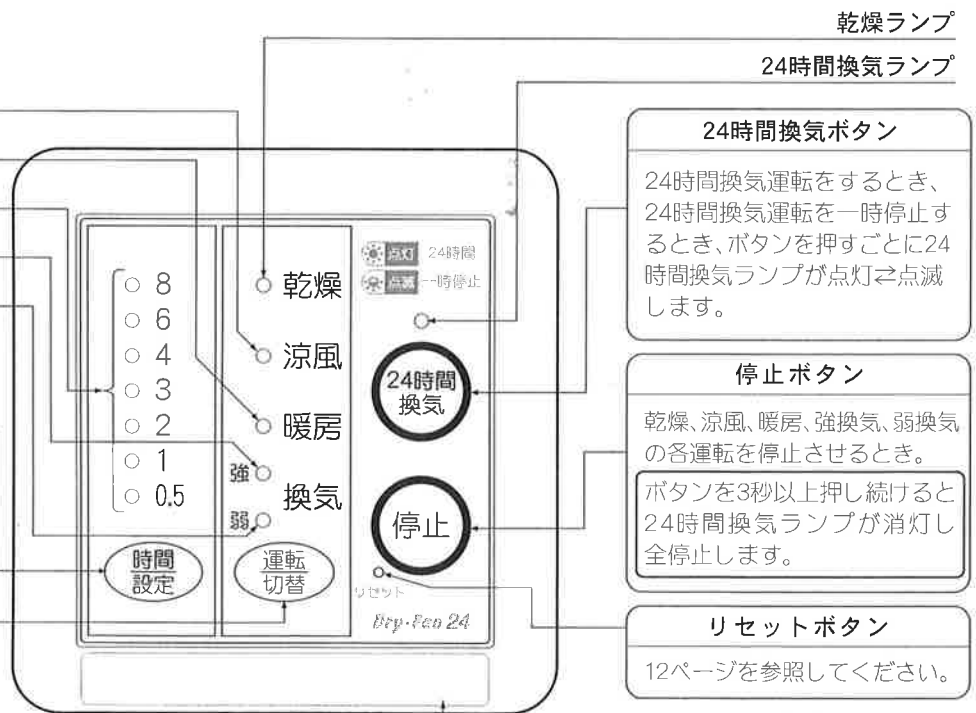 乾燥ランプ
24時間換気ランプ
24時間換気ボタン
24時間換気運転をするとき、
24時間換気運転を一時停止す
るとき、ボタンを押すごとに24
時間換気ランプが点灯⇄点滅
します。
停止ボタン
乾燥、涼風、暖房、強換気、弱換気
の各運転を停止させるとき。
ボタンを3秒以上押し続けると
24時間換気ランプが消灯し
全停止します。
リセットボタン
12ページを参照してください。
8
6
4
3
2
1
0.5
時間
設定
乾燥
涼風
暖房
強
換気
弱
運転
切替
点灯 24時間
点滅 一時停止
24時間
換気
停止
リセット
Dry・Fan 24